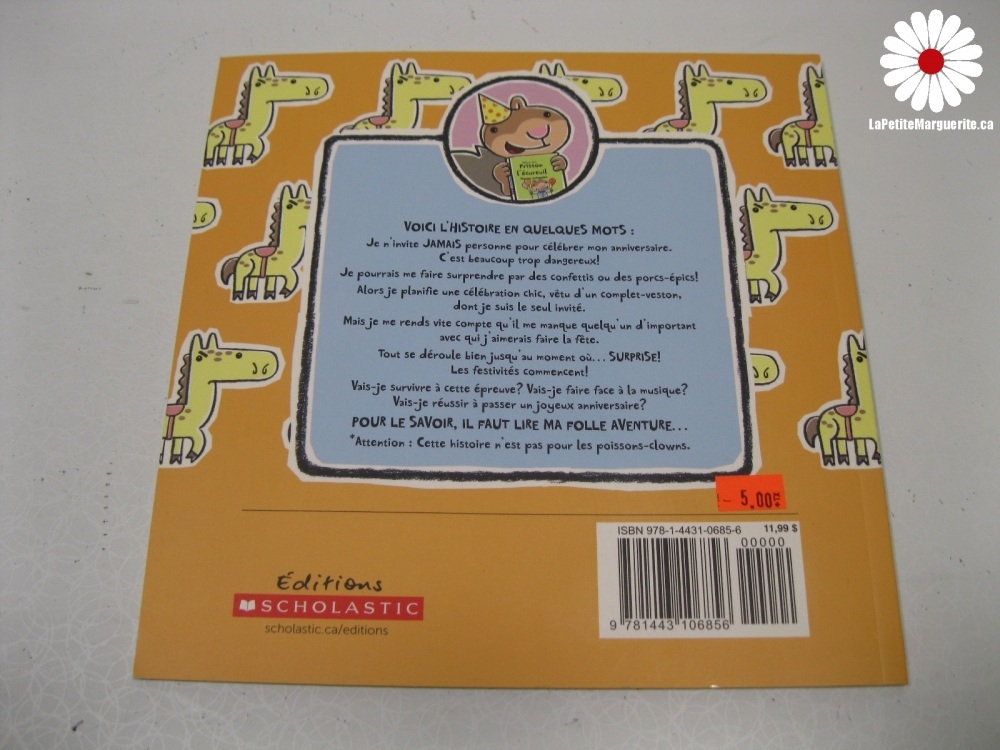 LaPetiteMarguerite.ca
Frisson
l'écureuil
VOICI L'HISTOIRE EN QUELQUES MOTS :
Je n'invite JAMAIS personne pour célébrer mon anniversaire.
C'est beaucoup trop dangereux!
Je pourrais me faire surprendre par des confettis ou des porcs-épics!
Alors je planifie une célébration chic, vêtu d'un complet-veston,
dont je suis le seul invité.
Mais je me rends vite compte qu'il me manque quelqu'un d'important
avec qui j'aimerais faire la fête.
Tout se déroule bien jusqu'au moment où... SURPRISE!
Les festivités commencent!
Vais-je survivre à cette épreuve? Vais-je faire face à la musique?
Vais-je réussir à passer un joyeux anniversaire?
POUR LE SAVOIR, IL FAUT LIRE MA FOLLE AVENTURE...
*Attention : Cette histoire n'est pas pour les poissons-clowns.
5.00
ISBN 978-1-4431-0685-6 11,99 $
00000
9 781443 106856
Éditions
SCHOLASTIC
scholastic.ca/editions